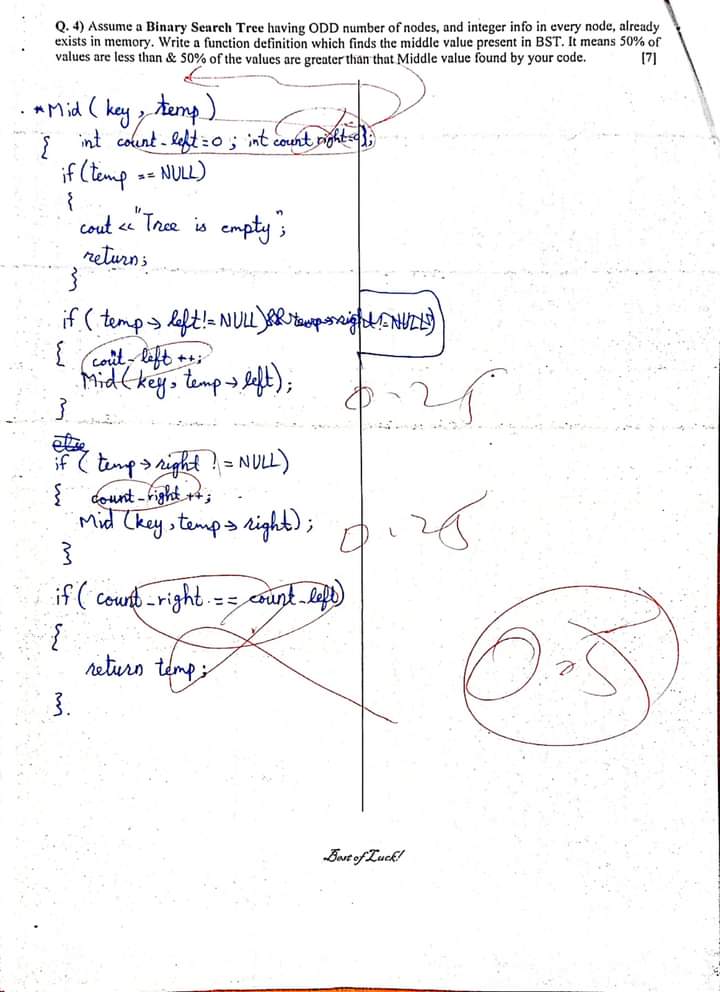 Q. 4) Assume a Binary Search Tree having ODD number of nodes, and integer info in every node, already
exists in memory. Write a function definition which finds the middle value present in BST. It means 50% of
values are less than & 50% of the values are greater than that Middle value found by your code. [7]
*Mid ( key , temp )
{ int count-left = 0 ; int count right=0;
if (temp == NULL)
{
cout << "Tree is empty";
return;
}
if ( temp → left != NULL) && temp→right != NULL)
{ count-left ++;
Mid ( key , temp → left );
}
0.25
else
if ( temp → right != NULL)
{ count-right ++;
Mid (key , temp → right) ;
}
0.25
if ( count-right == count-left)
{
return temp ;
}.
0.5
Best of Luck!